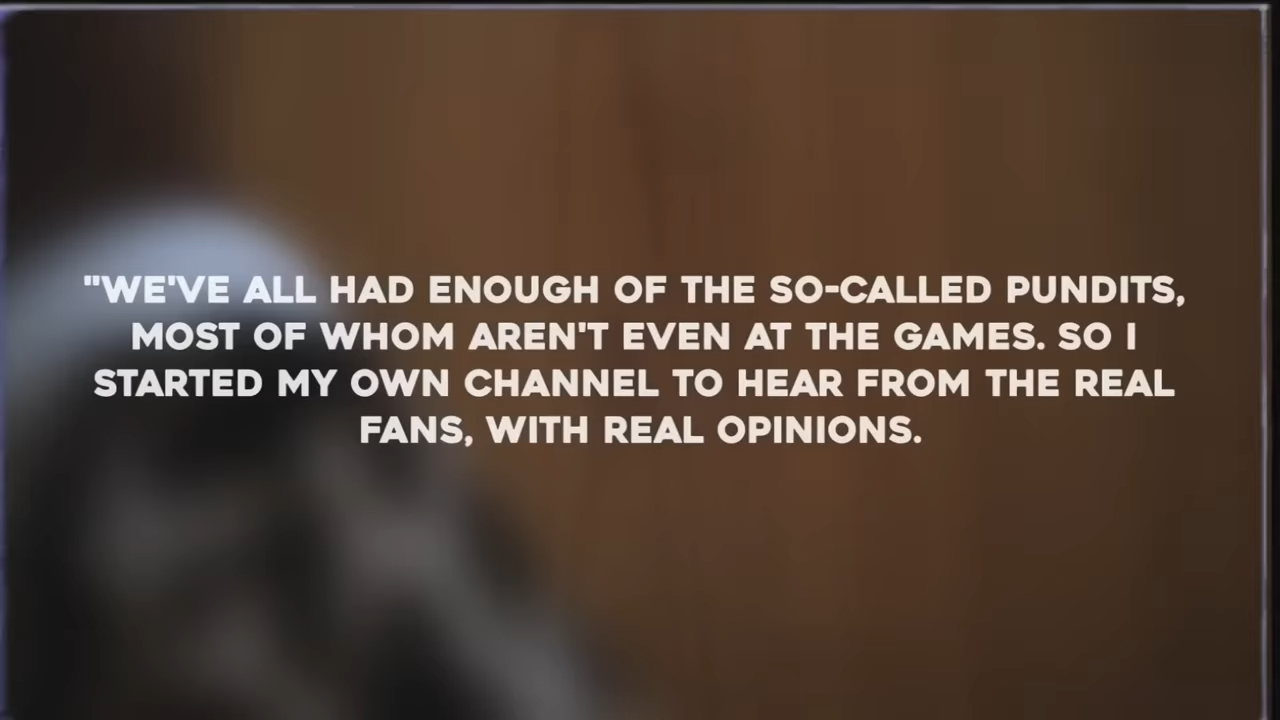 "WE'VE ALL HAD ENOUGH OF THE SO-CALLED PUNDITS,
MOST OF WHOM AREN'T EVEN AT THE GAMES. SO I
STARTED MY OWN CHANNEL TO HEAR FROM THE REAL
FANS, WITH REAL OPINIONS.